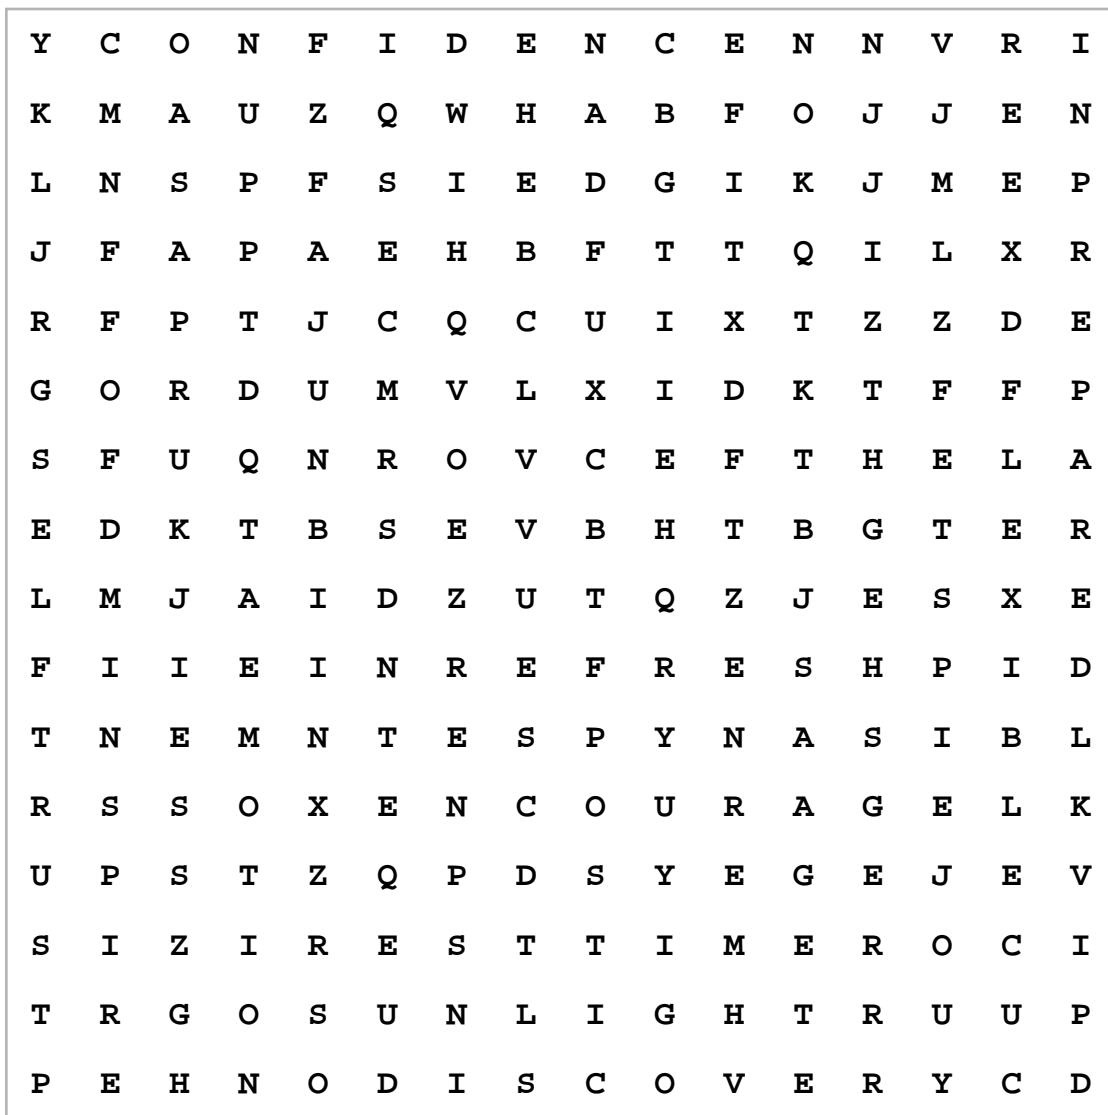 Y C O N F I D E N C E N N V R I
K M A U Z Q W H A B F O J J E N
L N S P F S I E D G I K J M E P
J F A P A E H B F T T Q I L X R
R F P T J C Q C U I X T Z Z D E
G O R D U M V L X I D K T F F P
S F U Q N R O V C E F T H E L A
E D K T B S E V B H T B G T E R
L M J A I D Z U T Q Z J E S X E
F I I E I N R E F R E S H P I D
T N E M N T E S P Y N A S I B L
R S S O X E N C O U R A G E L K
U P S T Z Q P D S Y E G E J E V
S I Z I R E S T T I M E R O C I
T R G O S U N L I G H T R U U P
P E H N O D I S C O V E R Y C D